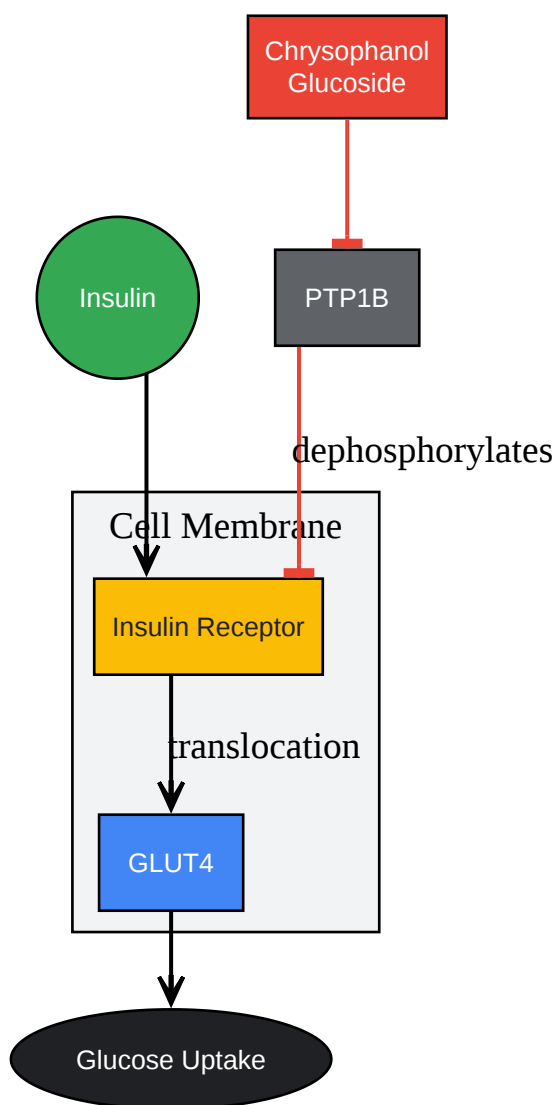 Chrysophanol
Glucoside
Insulin
PTP1B
dephosphorylates
Cell Membrane
Insulin Receptor
translocation
GLUT4
Glucose Uptake